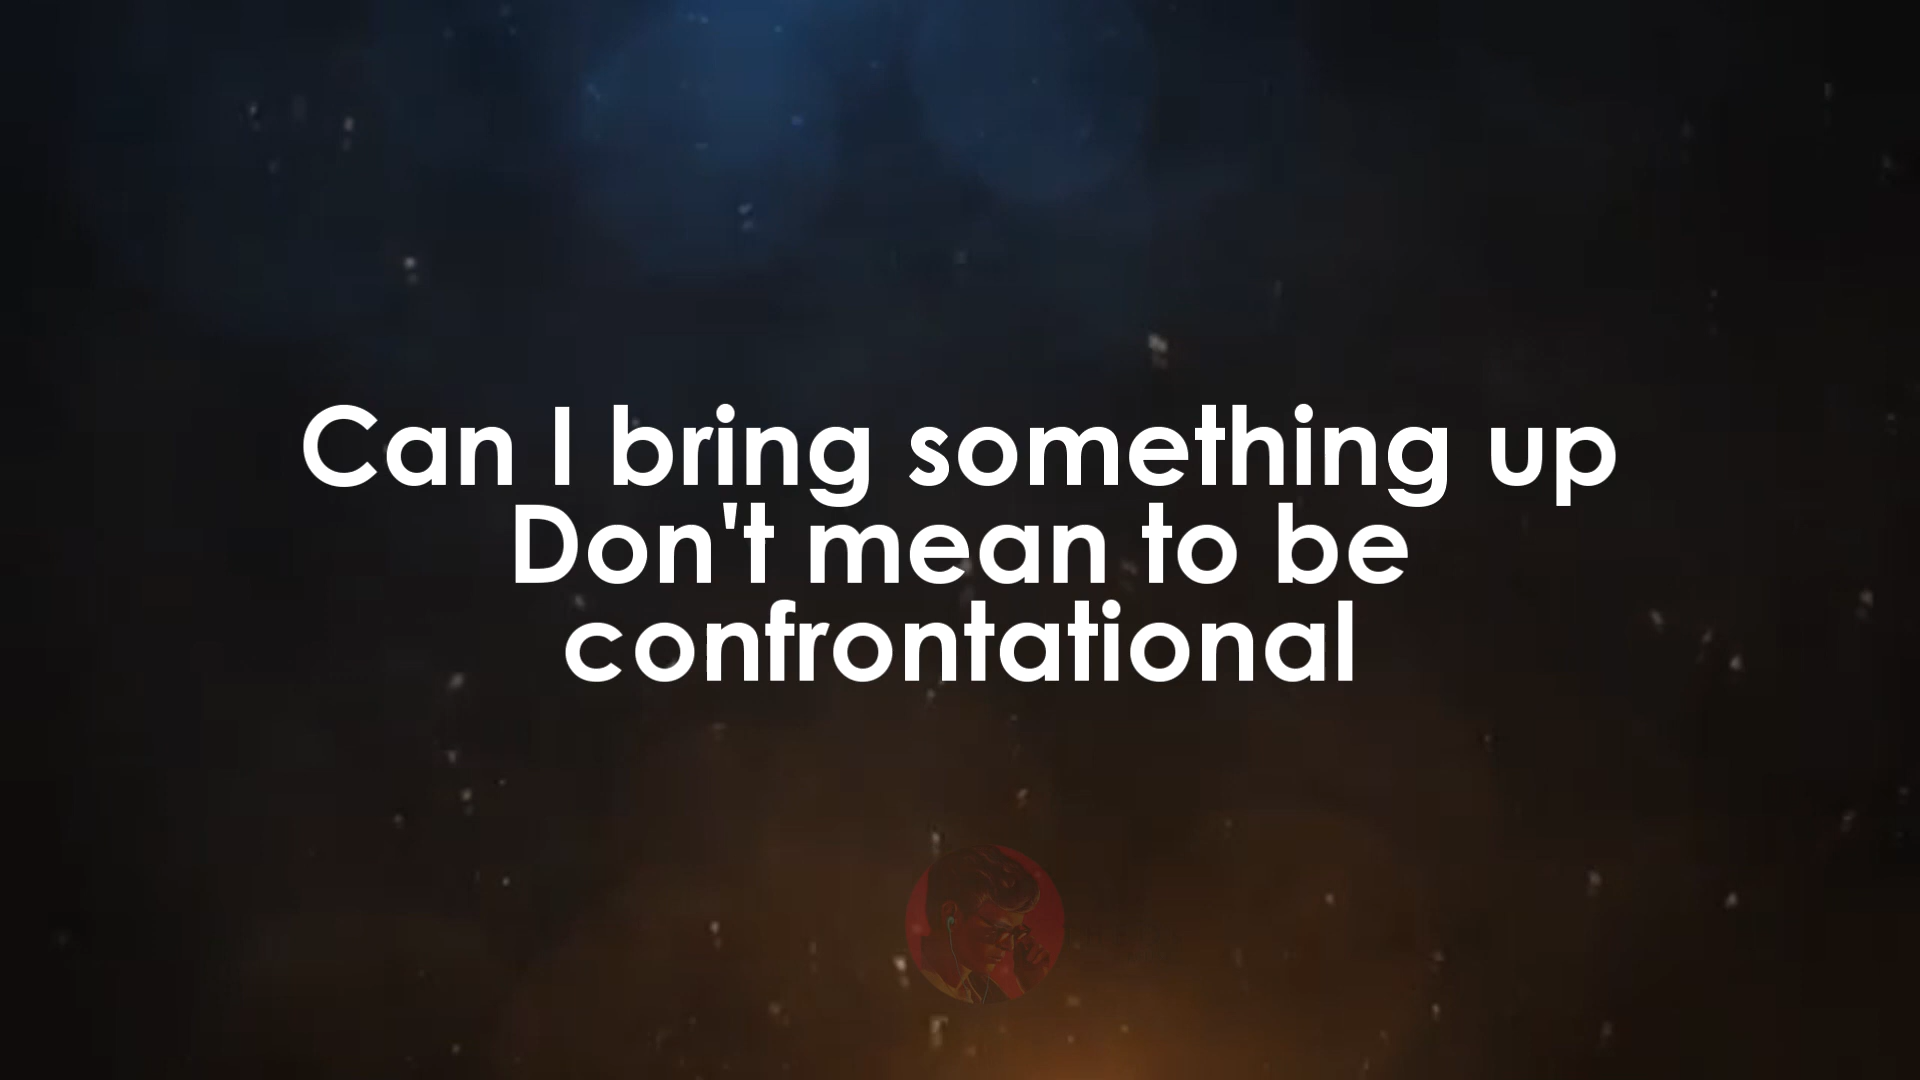 Can I bring something up
Don't mean to be
confrontational